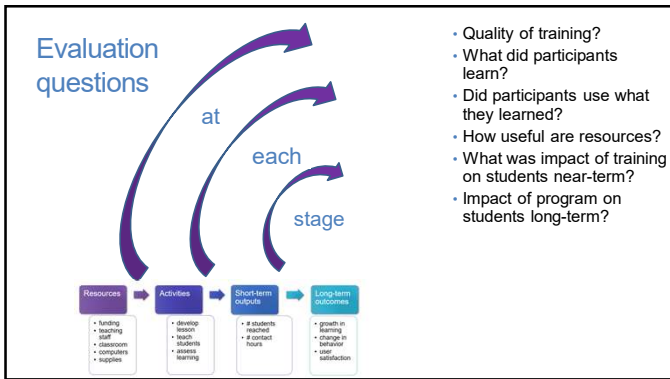 Evaluation
questions
at
each
stage
• Quality of training?
• What did participants
learn?
• Did participants use what
they learned?
• How useful are resources?
• What was impact of training
on students near-term?
• Impact of program on
students long-term?
Resources
• funding
• teaching
staff
• classroom
• computers
• supplies
Activities
• develop
lesson
• teach
students
• assess
learning
Short-term
outputs
• # students
reached
• # contact
hours
Long-term
outcomes
• growth in
learning
• change in
behavior
• user
satisfaction